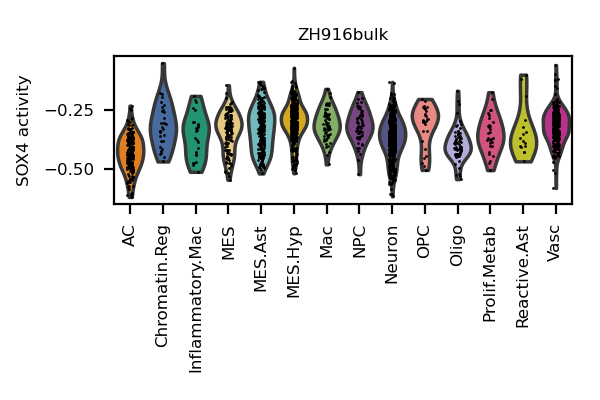 ZH916bulk
SOX4 activity
−0.25
−0.50
AC
Chromatin.Reg
Inflammatory.Mac
MES
MES.Ast
MES.Hyp
Mac
NPC
Neuron
OPC
Oligo
Prolif.Metab
Reactive.Ast
Vasc